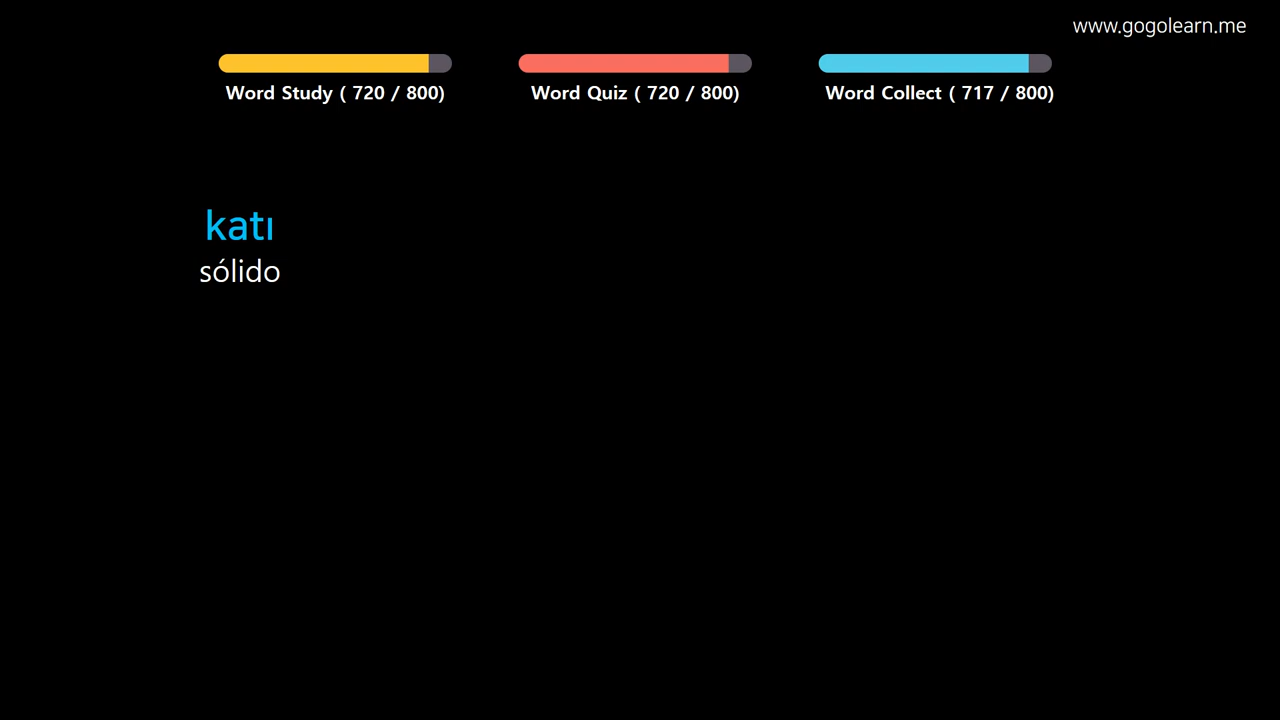 www.gogolearn.me
Word Study ( 720 / 800)
Word Quiz ( 720 / 800)
Word Collect ( 717 / 800)
katı
sólido